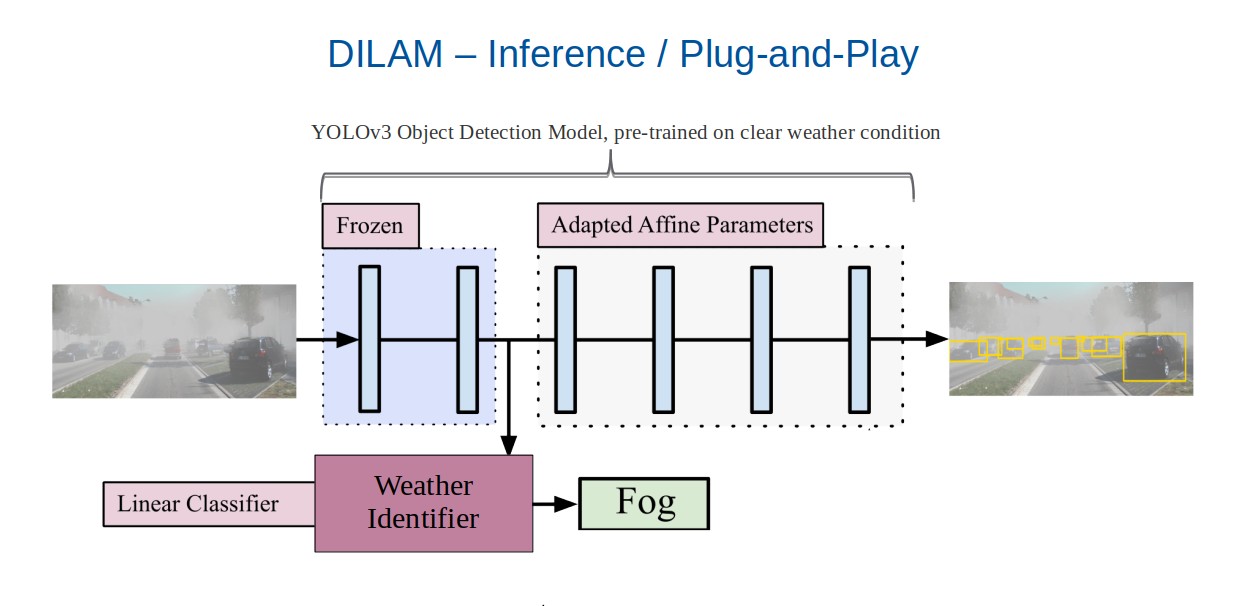 DILAM – Inference / Plug-and-Play
YOLOv3 Object Detection Model, pre-trained on clear weather condition
Frozen
Adapted Affine Parameters
Weather
Identifier
Linear Classifier
Fog